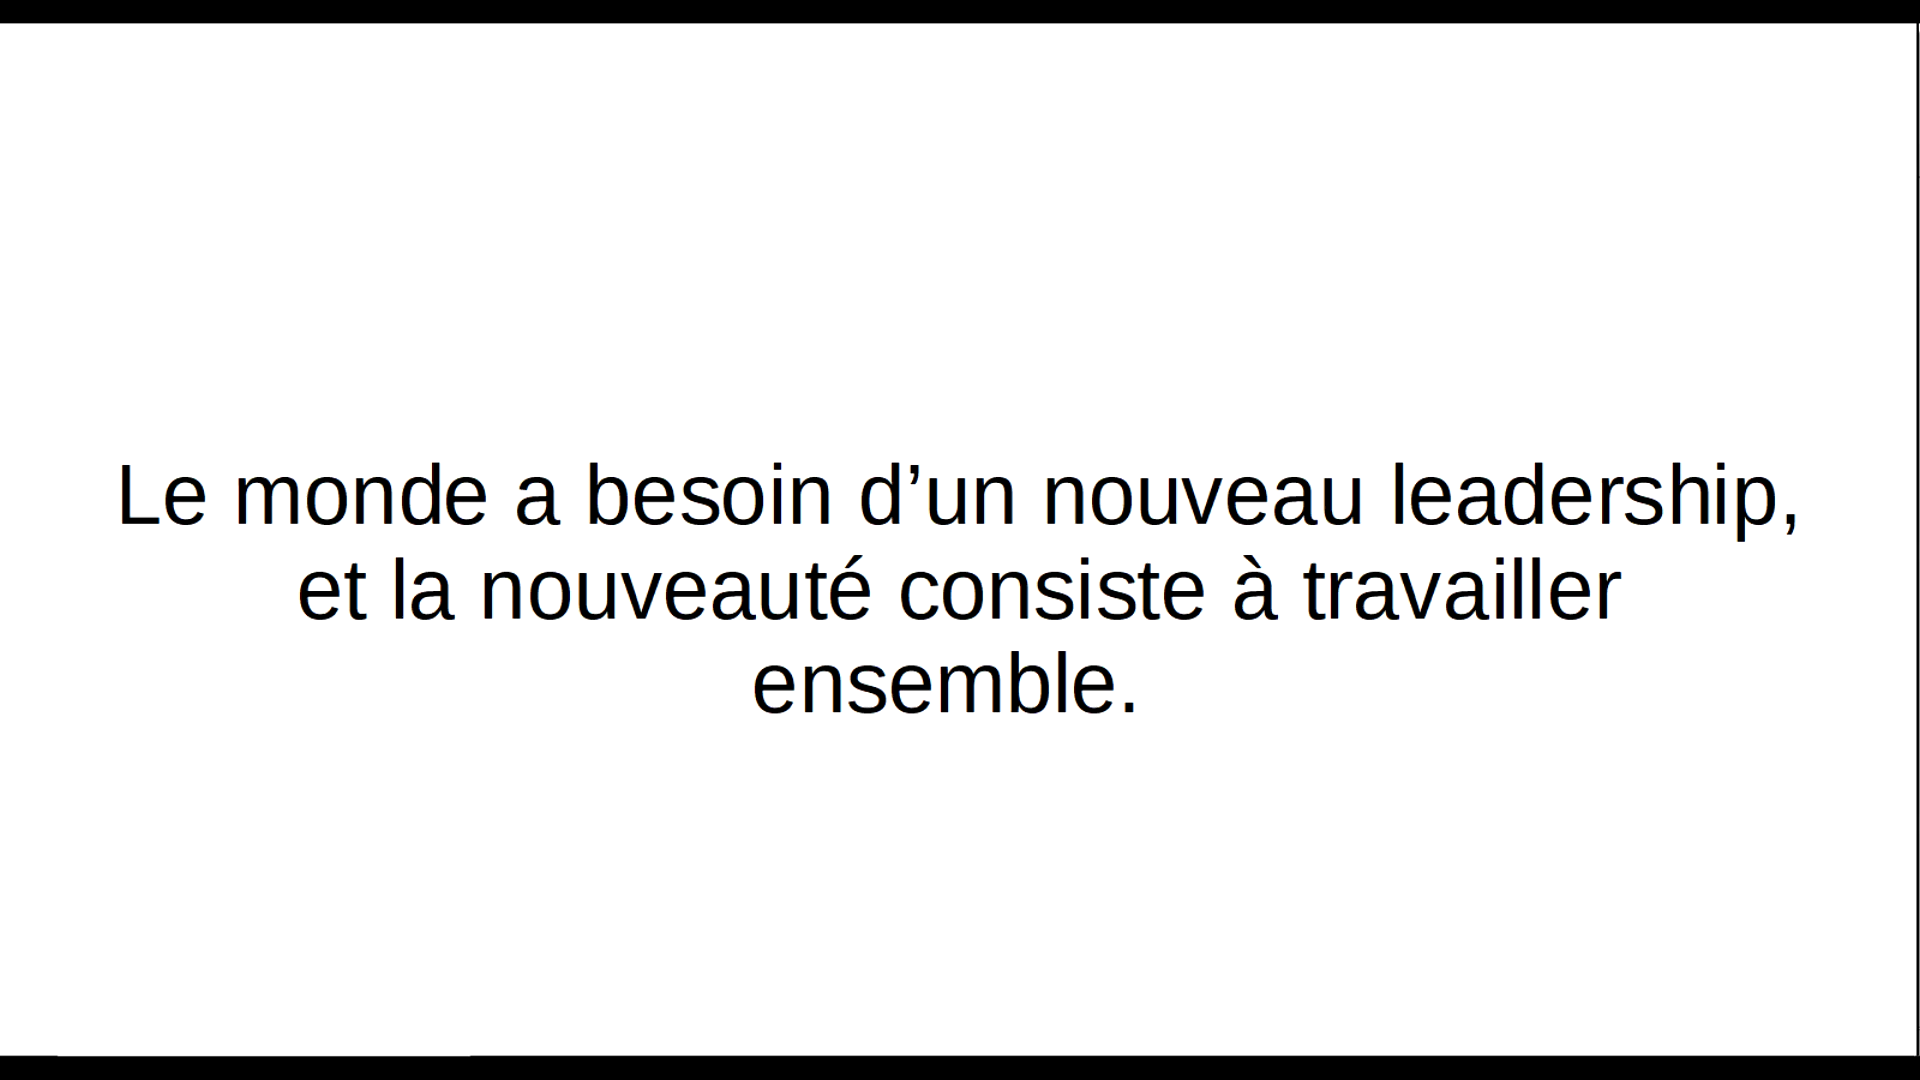 Le monde a besoin d’un nouveau leadership,
et la nouveauté consiste à travailler
ensemble.